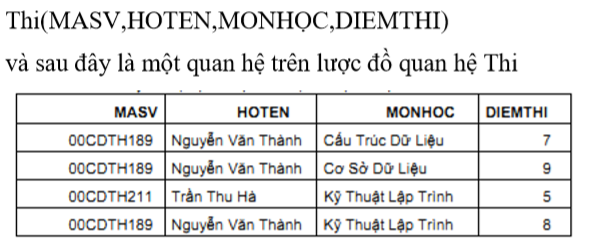 Thi(MASV,HOTEN,MONHỌC,DIEMTHI)
và sau đây là một quan hệ trên lược đồ quan hệ Thi
MASV HOTEN MONHOC DIEMTHI
00CDTH189 Nguyễn Văn Thành Cấu Trúc Dữ Liệu 7
00CDTH189 Nguyễn Văn Thành Cơ Sở Dữ Liệu 9
00CDTH211 Trần Thu Hà Kỹ Thuật Lập Trình 5
00CDTH189 Nguyễn Văn Thành Kỹ Thuật Lập Trình 8